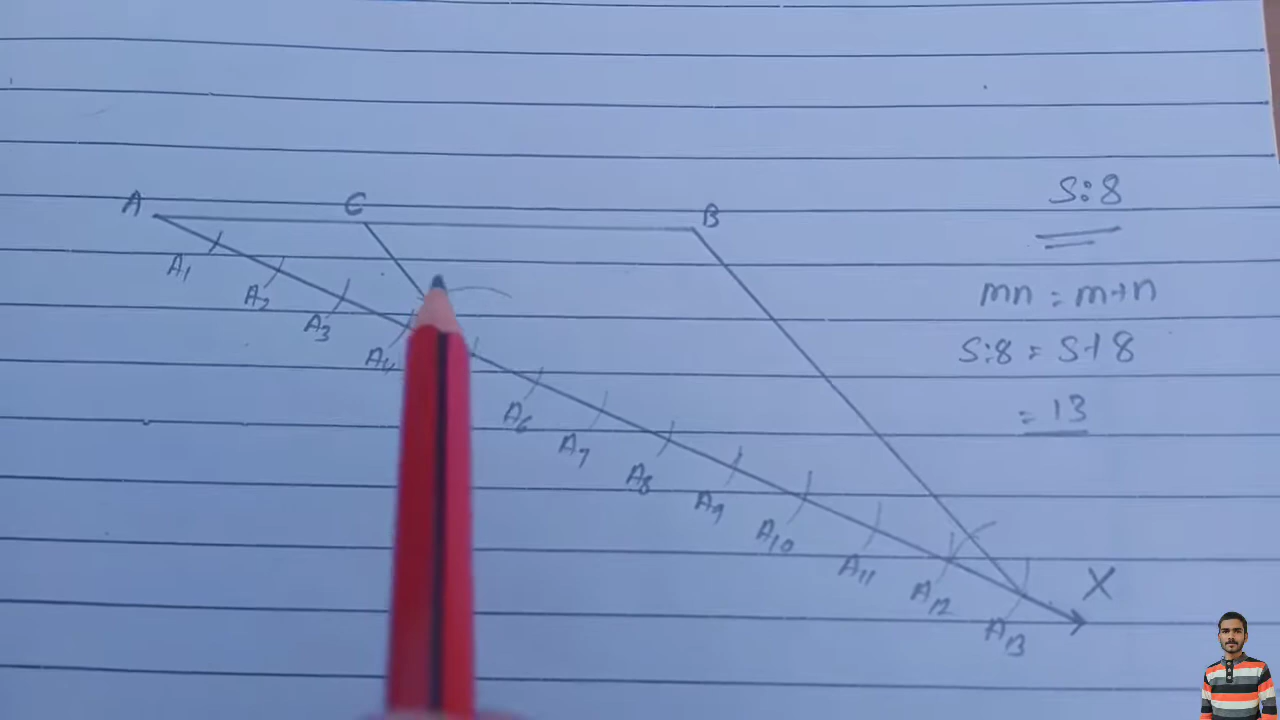 A C B
5:8
A1
A2
mn = m+n
A3
5:8 = 5+8
A4
A6
= 13
A7
A8
A9
A10
A11
A12
X
A13